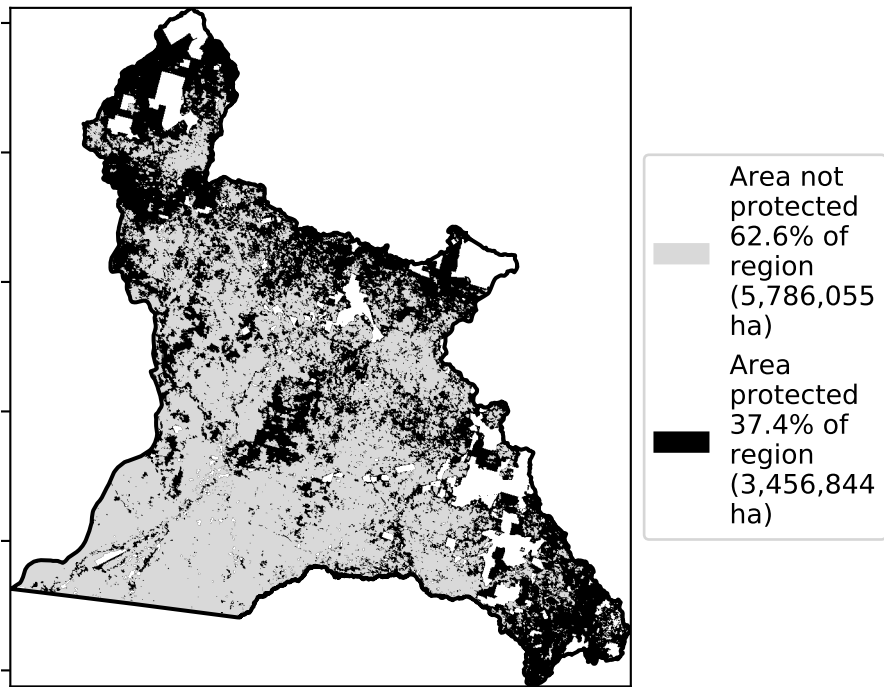 Area not
protected
62.6% of
region
(5,786,055
ha)
Area
protected
37.4% of
region
(3,456,844
ha)